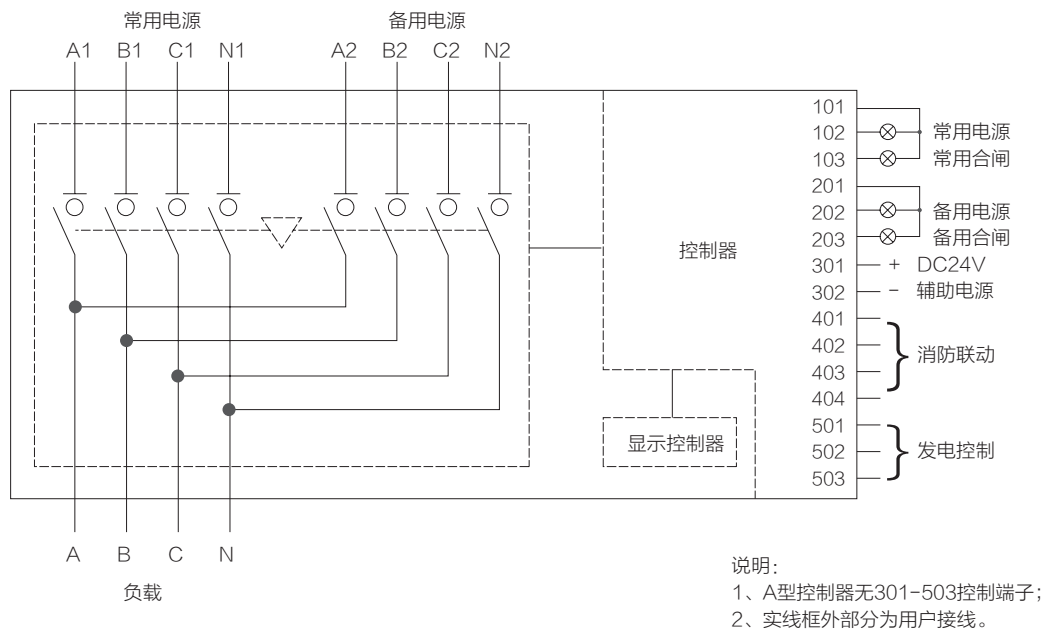 常用电源 备用电源
A1 B1 C1 N1 A2 B2 C2 N2
101
102 常用电源
103 常用合闸
201
202 备用电源
203 备用合闸
控制器
301 + DC24V
302 - 辅助电源
401
402
403
404
消防联动
显示控制器
501
502
503
发电控制
A B C N
负载
说明：
1、A型控制器无301-503控制端子；
2、实线框外部分为用户接线。